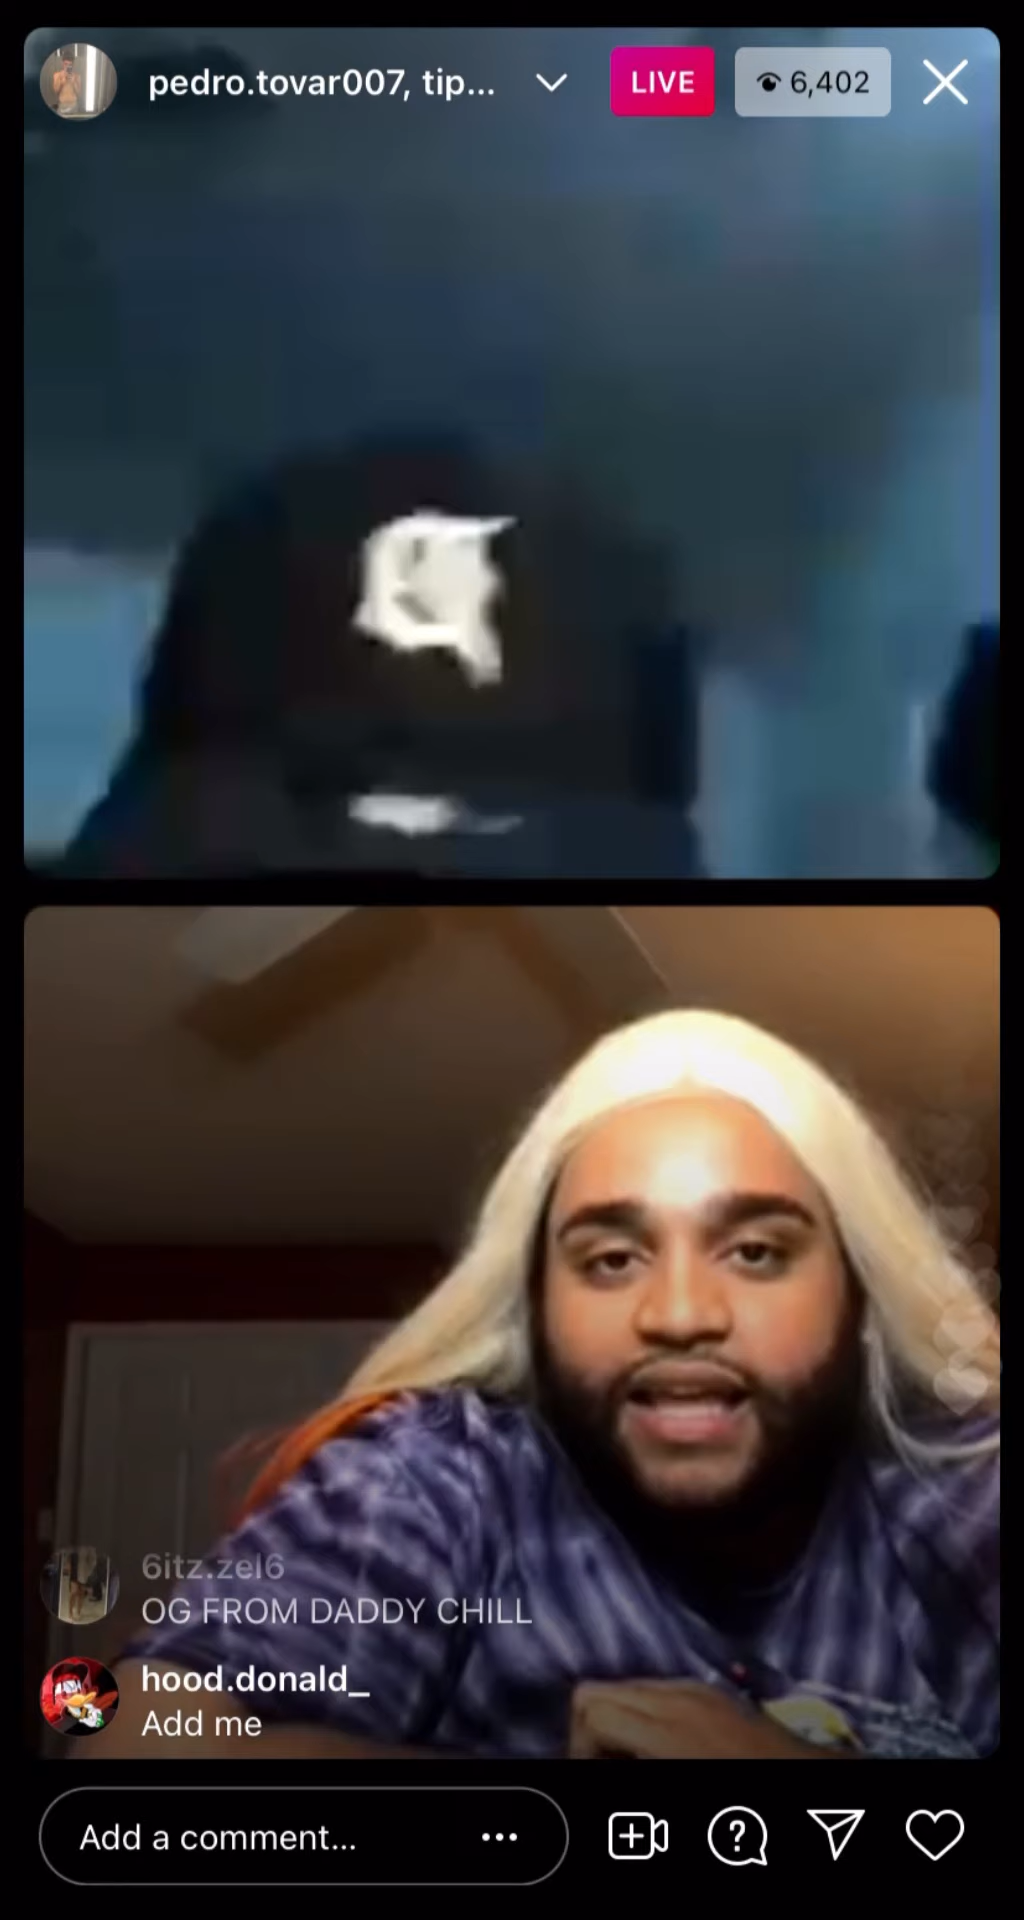 pedro.tovar007, tip...
LIVE
6,402
6itz.zel6
OG FROM DADDY CHILL
hood.donald_
Add me
Add a comment...